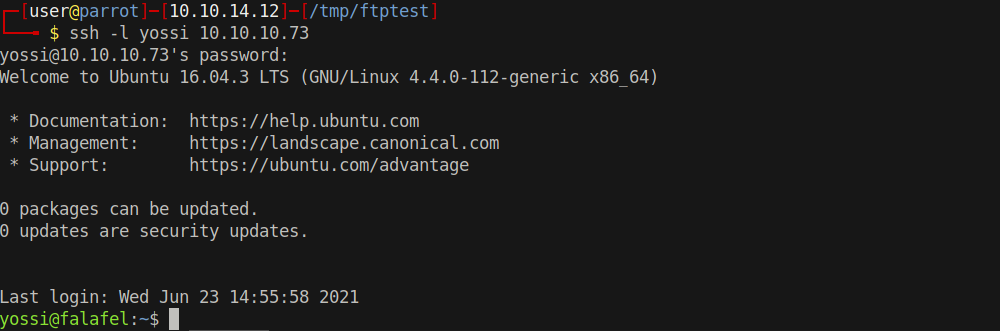 ┌─[user@parrot]─[10.10.14.12]─[/tmp/ftptest]
└──╼ $ ssh -l yossi 10.10.10.73
yossi@10.10.10.73's password:
Welcome to Ubuntu 16.04.3 LTS (GNU/Linux 4.4.0-112-generic x86_64)
* Documentation:  https://help.ubuntu.com
* Management:     https://landscape.canonical.com
* Support:        https://ubuntu.com/advantage
0 packages can be updated.
0 updates are security updates.
Last login: Wed Jun 23 14:55:58 2021
yossi@falafel:~$